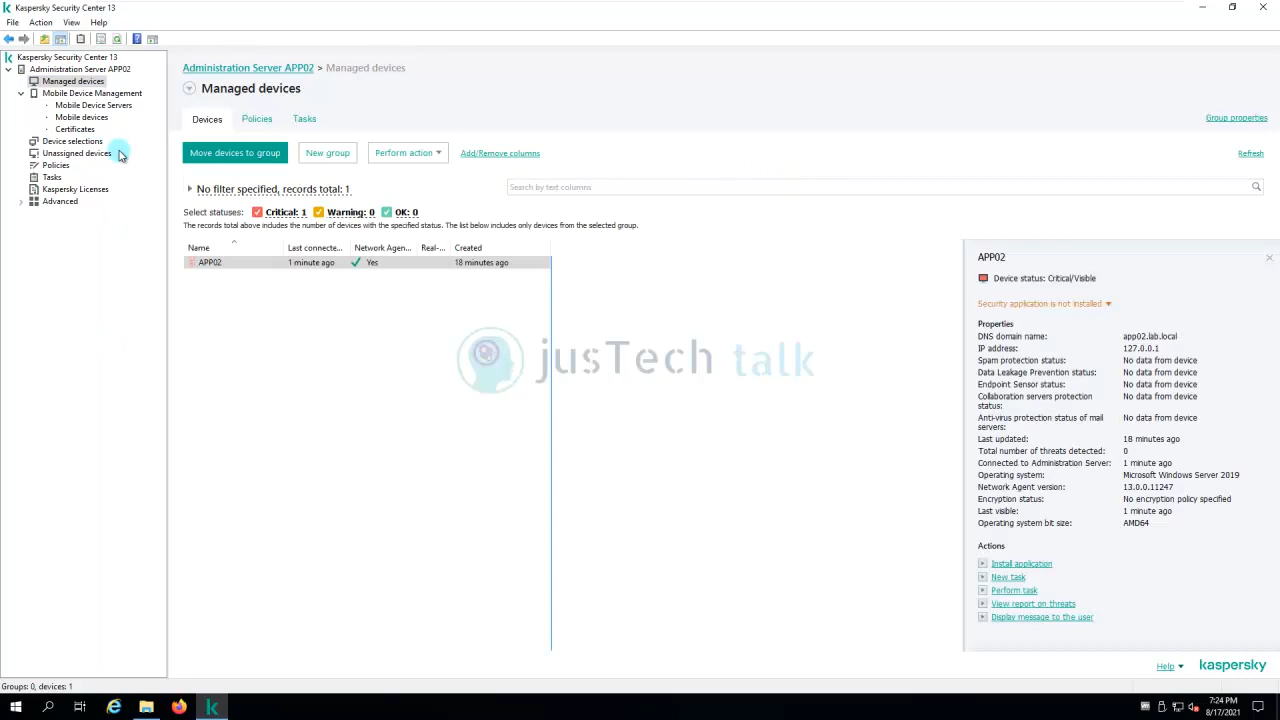 Kaspersky Security Center 13
File Action View Help
Kaspersky Security Center 13
Administration Server APP02
Managed devices
Mobile Device Management
Mobile Device Servers
Mobile devices
Certificates
Device selections
Unassigned devices
Policies
Tasks
Kaspersky Licenses
Advanced
Administration Server APP02 > Managed devices
Managed devices
Devices Policies Tasks
Group properties
Move devices to group New group Perform action Add/Remove columns
Refresh
No filter specified, records total: 1
Search by text columns
Select statuses: Critical: 1 Warning: 0 OK: 0
The records total above includes the number of devices with the specified status. The list below includes only devices from the selected group.
Name Last connecte... Network Agen... Real-... Created
APP02 1 minute ago Yes 18 minutes ago
jusTech talk
APP02
Device status: Critical/Visible
Security application is not installed
Properties
DNS domain name: app02.lab.local
IP address: 127.0.0.1
Spam protection status: No data from device
Data Leakage Prevention status: No data from device
Endpoint Sensor status: No data from device
Collaboration servers protection No data from device
status:
Anti-virus protection status of mail No data from device
servers:
Last updated: 18 minutes ago
Total number of threats detected: 0
Connected to Administration Server: 1 minute ago
Operating system: Microsoft Windows Server 2019
Network Agent version: 13.0.0.11247
Encryption status: No encryption policy specified
Last visible: 1 minute ago
Operating system bit size: AMD64
Actions
Install application
New task
Perform task
View report on threats
Display message to the user
Help
kaspersky
Groups: 0, devices: 1
7:24 PM
8/17/2021